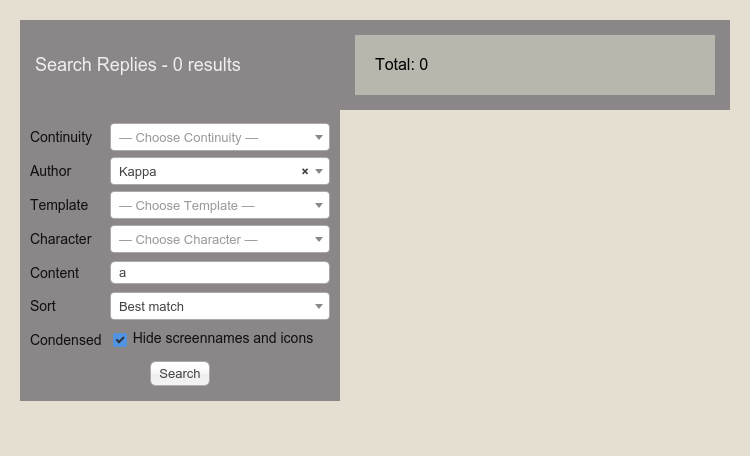 Search Replies - 0 results
Total: 0
Continuity
— Choose Continuity —
Author
Kappa ×
Template
— Choose Template —
Character
— Choose Character —
Content
a
Sort
Best match
Condensed
Hide screennames and icons
Search